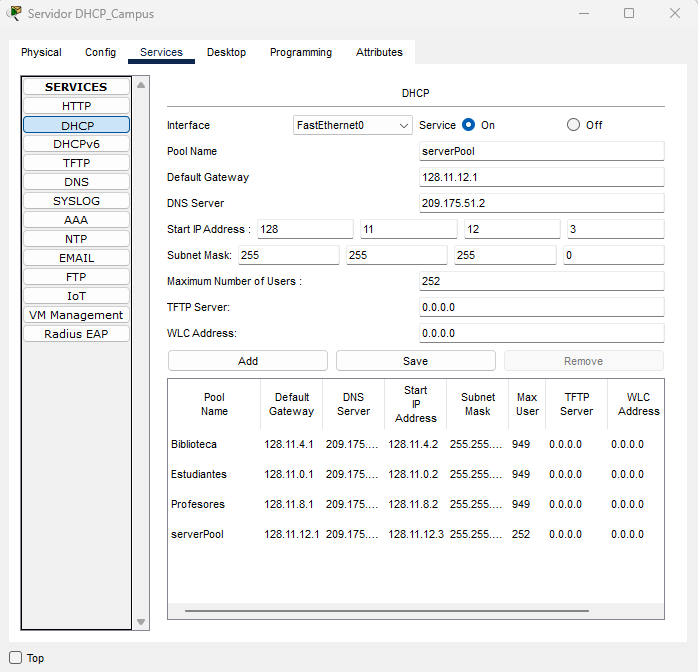 Servidor DHCP_Campus
Physical Config Services Desktop Programming Attributes
SERVICES
HTTP
DHCP
DHCPv6
TFTP
DNS
SYSLOG
AAA
NTP
EMAIL
FTP
IoT
VM Management
Radius EAP
DHCP
Interface FastEthernet0 Service On Off
Pool Name serverPool
Default Gateway 128.11.12.1
DNS Server 209.175.51.2
Start IP Address : 128 11 12 3
Subnet Mask: 255 255 255 0
Maximum Number of Users : 252
TFTP Server: 0.0.0.0
WLC Address: 0.0.0.0
Add Save Remove
Pool Name Default Gateway DNS Server Start IP Address Subnet Mask Max User TFTP Server WLC Address
Biblioteca 128.11.4.1 209.175.... 128.11.4.2 255.255.... 949 0.0.0.0 0.0.0.0
Estudiantes 128.11.0.1 209.175.... 128.11.0.2 255.255.... 949 0.0.0.0 0.0.0.0
Profesores 128.11.8.1 209.175.... 128.11.8.2 255.255.... 949 0.0.0.0 0.0.0.0
serverPool 128.11.12.1 209.175.... 128.11.12.3 255.255.... 252 0.0.0.0 0.0.0.0
Top